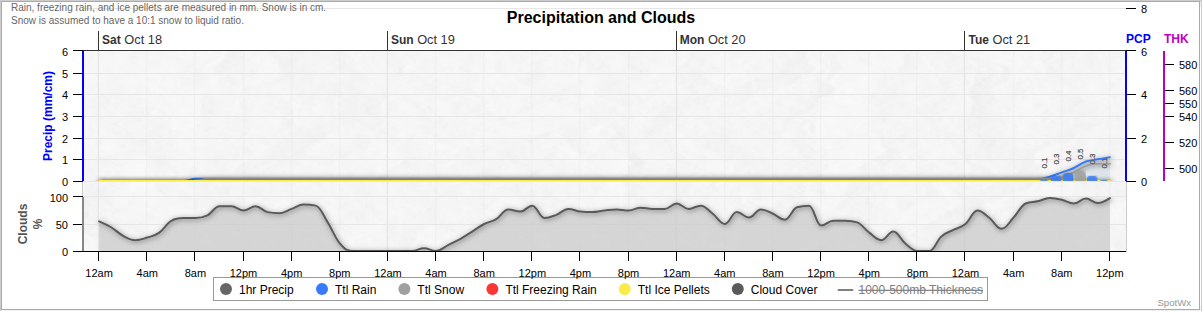 Rain, freezing rain, and ice pellets are measured in mm. Snow is in cm.
Snow is assumed to have a 10:1 snow to liquid ratio.
Precipitation and Clouds
8
Sat Oct 18
Sun Oct 19
Mon Oct 20
Tue Oct 21
PCP
THK
Precip (mm/cm)
6
5
4
3
2
1
0
6
4
2
0
580
560
550
540
520
500
0.1
0.3
0.4
0.5
0.3
Clouds
%
100
50
0
12am 4am 8am 12pm 4pm 8pm 12am 4am 8am 12pm 4pm 8pm 12am 4am 8am 12pm 4pm 8pm 12am 4am 8am 12pm
1hr Precip Ttl Rain Ttl Snow Ttl Freezing Rain Ttl Ice Pellets Cloud Cover 1000-500mb Thickness
SpotWx